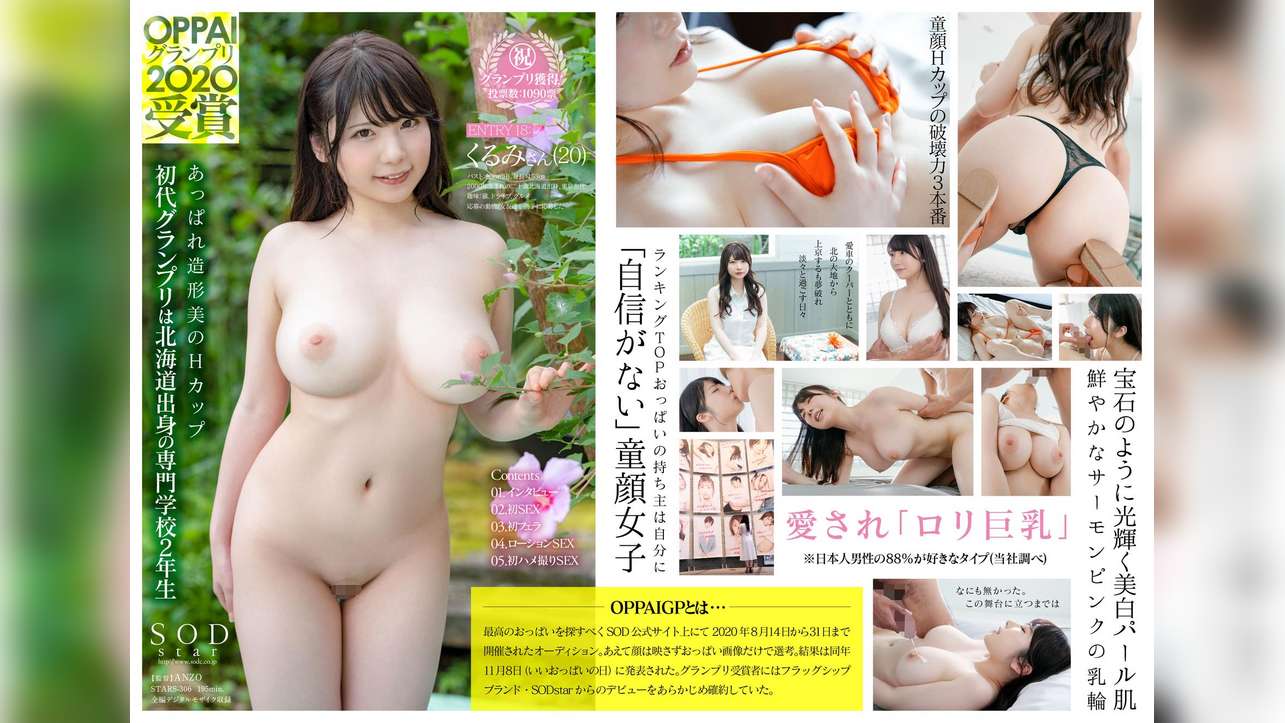 OPPAI
グランプリ
2020
受賞
あっぱれ造形美のHカップ
初代グランプリは北海道出身の専門学校2年生
祝
グランプリ獲得
投票数:1090票
ENTRY 18:
くるみさん(20)
Contents
01.インタビュー
02.初SEX
03.初フェラ
04.ローションSEX
05.初ハメ撮りSEX
SOD
star
http://www.sodc.co.jp
【監督】ANZO
STARS-306 195min.
全編デジタルモザイク収録
童顔Hカップの破壊力3本番
ランキングTOPおっぱいの持ち主は自分に
「自信がない」童顔女子
愛車のクーパーとともに
北の大地から
上京するも夢破れ
淡々と過ごす日々
愛され「ロリ巨乳」
※日本人男性の88%が好きなタイプ(当社調べ)
宝石のように光輝く美白パール肌
鮮やかなサーモンピンクの乳輪
OPPAIGPとは…
最高のおっぱいを探すべくSOD公式サイト上にて2020年8月14日から31日まで
開催されたオーディション。あえて顔は映さずおっぱい画像だけで選考。結果は同年
11月8日(いいおっぱいの日)に発表された。グランプリ受賞者にはフラッグシップ
ブランド・SODstarからのデビューをあらかじめ確約していた。
なにも無かった。
この舞台に立つまでは